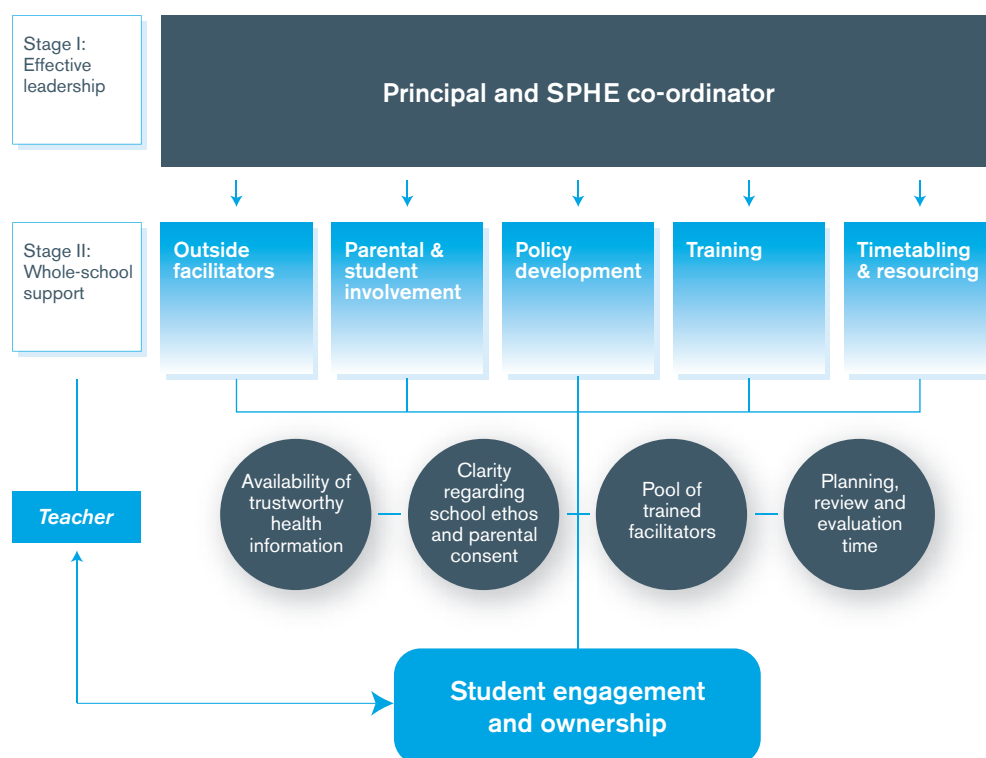 Stage I:
Effective
leadership
Principal and SPHE co-ordinator
Stage II:
Whole-school
support
Outside
facilitators
Parental &
student
involvement
Policy
development
Training
Timetabling
& resourcing
Availability of
trustworthy
health
information
Clarity
regarding
school ethos
and parental
consent
Pool of
trained
facilitators
Planning,
review and
evaluation
time
Teacher
Student engagement
and ownership